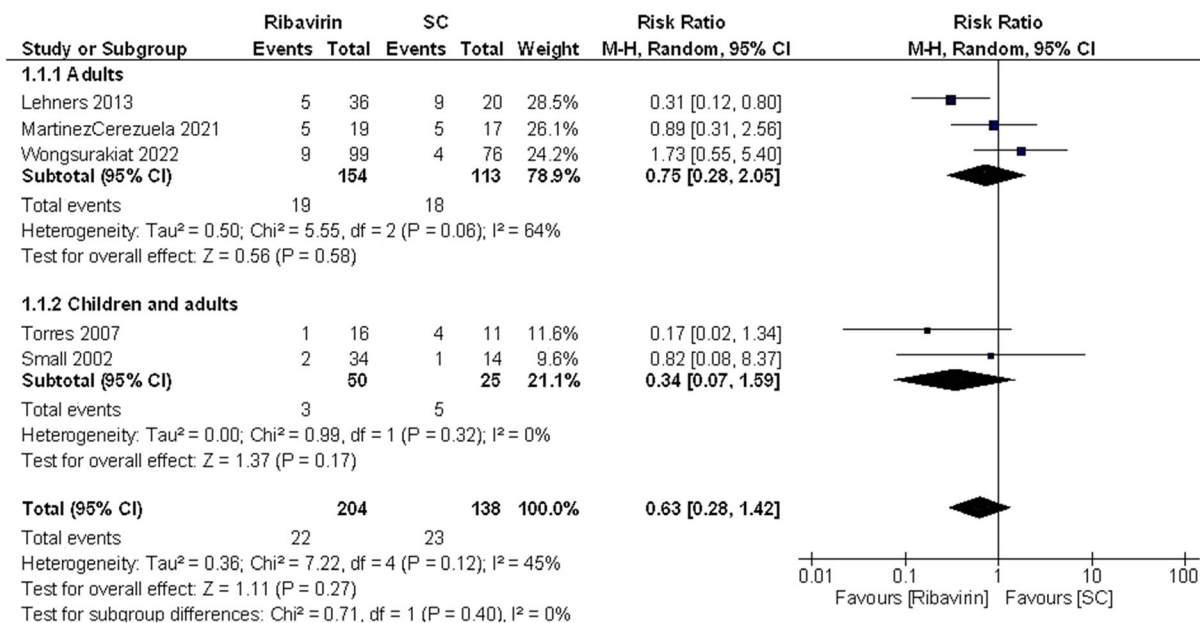 Ribavirin SC Risk Ratio Risk Ratio
Study or Subgroup Events Total Events Total Weight M-H, Random, 95% CI M-H, Random, 95% CI
1.1.1 Adults
Lehners 2013 5 36 9 20 28.5% 0.31 [0.12, 0.80]
MartinezCerezuela 2021 5 19 5 17 26.1% 0.89 [0.31, 2.56]
Wongsurakiat 2022 9 99 4 76 24.2% 1.73 [0.55, 5.40]
Subtotal (95% CI) 154 113 78.9% 0.75 [0.28, 2.05]
Total events 19 18
Heterogeneity: Tau² = 0.50; Chi² = 5.55, df = 2 (P = 0.06); I² = 64%
Test for overall effect: Z = 0.56 (P = 0.58)
1.1.2 Children and adults
Torres 2007 1 16 4 11 11.6% 0.17 [0.02, 1.34]
Small 2002 2 34 1 14 9.6% 0.82 [0.08, 8.37]
Subtotal (95% CI) 50 25 21.1% 0.34 [0.07, 1.59]
Total events 3 5
Heterogeneity: Tau² = 0.00; Chi² = 0.99, df = 1 (P = 0.32); I² = 0%
Test for overall effect: Z = 1.37 (P = 0.17)
Total (95% CI) 204 138 100.0% 0.63 [0.28, 1.42]
Total events 22 23
Heterogeneity: Tau² = 0.36; Chi² = 7.22, df = 4 (P = 0.12); I² = 45%
Test for overall effect: Z = 1.11 (P = 0.27)
Test for subgroup differences: Chi² = 0.71, df = 1 (P = 0.40), I² = 0%
0.01 0.1 1 10 100
Favours [Ribavirin] Favours [SC]